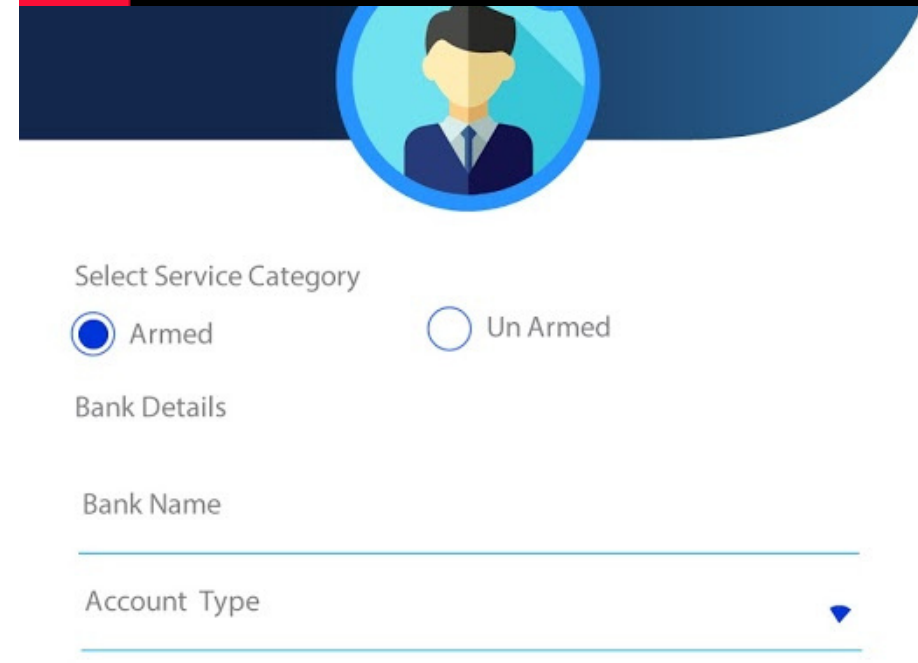 Select Service Category
Armed
Un Armed
Bank Details
Bank Name
Account Type